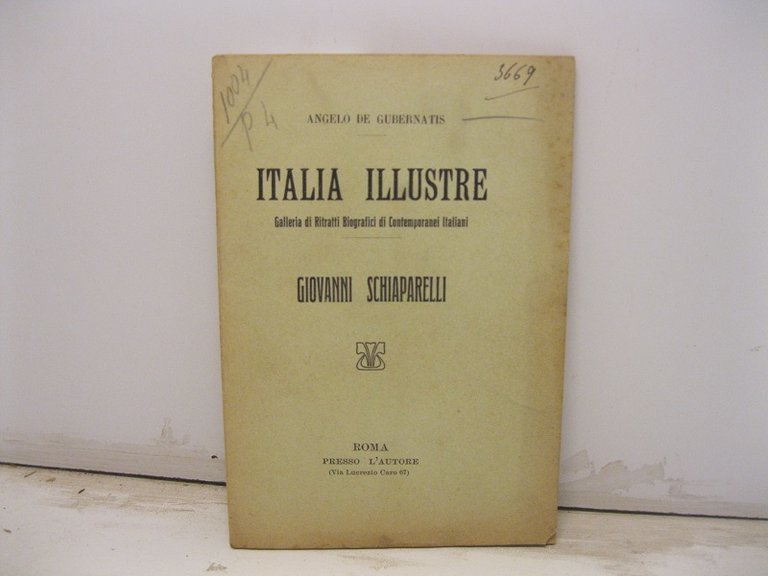 1004/P4
3669
ANGELO DE GUBERNATIS
ITALIA ILLUSTRE
Galleria di Ritratti Biografici di Contemporanei Italiani
GIOVANNI SCHIAPARELLI
ROMA
PRESSO L'AUTORE
(Via Lucrezio Caro 67)